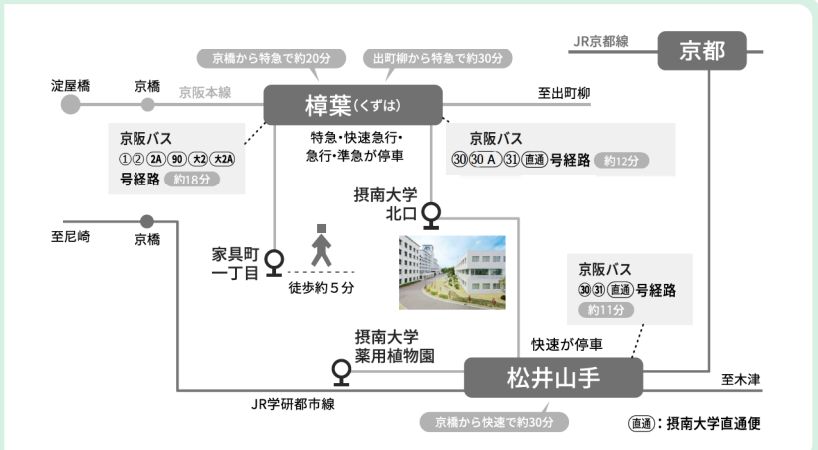 JR京都線
京都
京橋から特急で約20分
出町柳から特急で約30分
淀屋橋
京橋
京阪本線
樟葉(くずは)
至出町柳
京阪バス
①②2A 90 大2 大2A
号経路 約18分
特急・快速急行・
急行・準急が停車
京阪バス
30 30A 31 直通 号経路 約12分
摂南大学
北口
至尼崎
京橋
家具町
一丁目
徒歩約5分
京阪バス
30 31 直通 号経路
約11分
摂南大学
薬用植物園
快速が停車
松井山手
至木津
JR学研都市線
京橋から快速で約30分
直通:摂南大学直通便